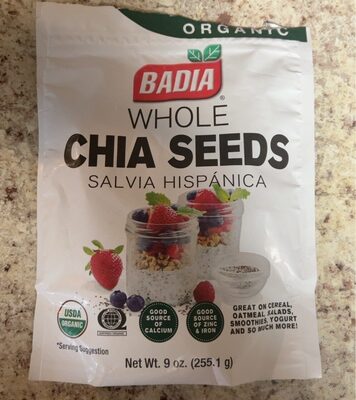 ORGANIC
BADIA
®
WHOLE
CHIA SEEDS
SALVIA HISPÁNICA
USDA
ORGANIC
GOOD
SOURCE OF
CALCIUM
GOOD
SOURCE
OF ZINC
& IRON
GREAT ON CEREAL,
OATMEAL SALADS,
SMOOTHIES, YOGURT
AND SO MUCH MORE!
*Serving Suggestion
Net Wt. 9 oz. (255.1 g)